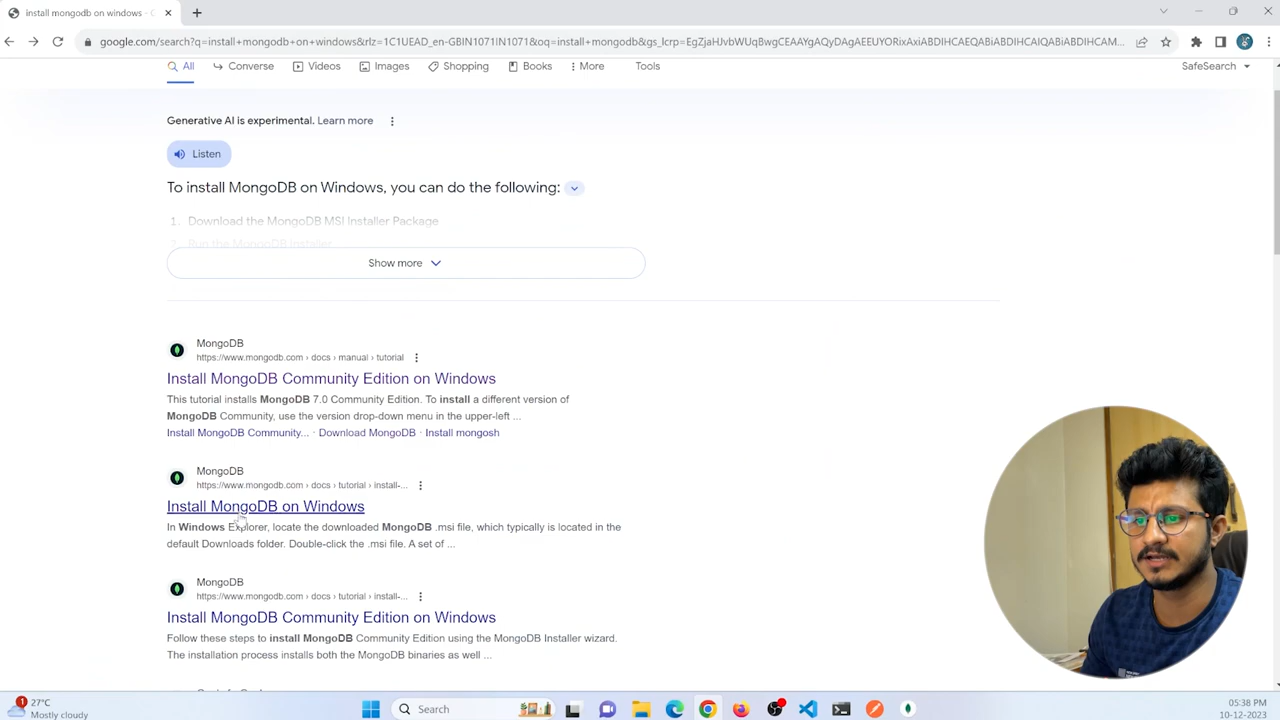 install mongodb on windows - G
google.com/search?q=install+mongodb+on+windows&rlz=1C1UEAD_en-GBIN1071IN1071&oq=install+mongodb&gs_lcrp=EgZjaHJvbWUqBwgCEAAYgAQyDAgAEEUYORixAxiABDIHCAEQABiABDIHCAIQABiABDIHCAM...
All
Converse
Videos
Images
Shopping
Books
More
Tools
SafeSearch
Generative AI is experimental. Learn more
Listen
To install MongoDB on Windows, you can do the following:
1. Download the MongoDB MSI Installer Package
2. Run the MongoDB Installer
Show more
MongoDB
https://www.mongodb.com › docs › manual › tutorial
Install MongoDB Community Edition on Windows
This tutorial installs MongoDB 7.0 Community Edition. To install a different version of
MongoDB Community, use the version drop-down menu in the upper-left ...
Install MongoDB Community... · Download MongoDB · Install mongosh
MongoDB
https://www.mongodb.com › docs › tutorial › install-...
Install MongoDB on Windows
In Windows Explorer, locate the downloaded MongoDB .msi file, which typically is located in the
default Downloads folder. Double-click the .msi file. A set of ...
MongoDB
https://www.mongodb.com › docs › tutorial › install-...
Install MongoDB Community Edition on Windows
Follow these steps to install MongoDB Community Edition using the MongoDB Installer wizard.
The installation process installs both the MongoDB binaries as well ...
1
27°C
Mostly cloudy
Search
05:38 PM
10-12-2023